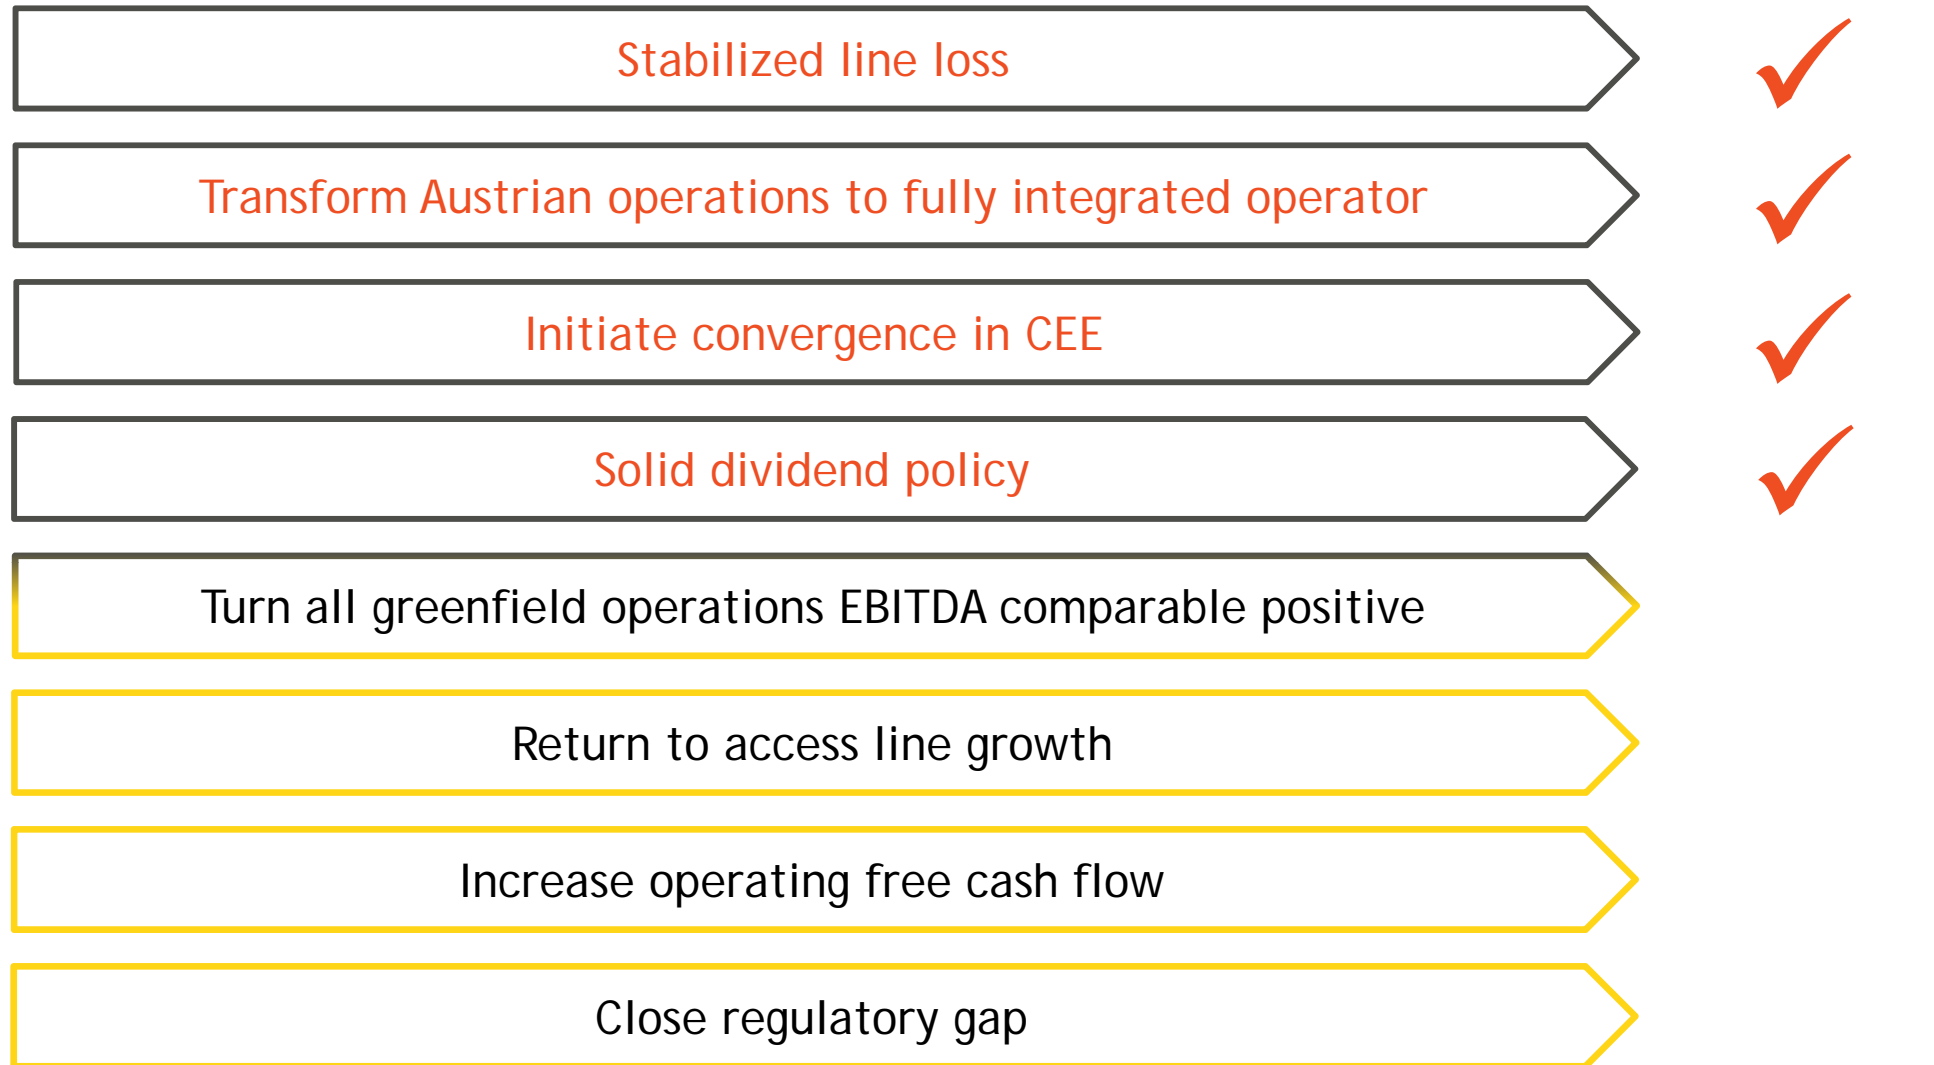 Stabilized line loss
Transform Austrian operations to fully integrated operator
Initiate convergence in CEE
Solid dividend policy
Turn all greenfield operations EBITDA comparable positive
Return to access line growth
Increase operating free cash flow
Close regulatory gap